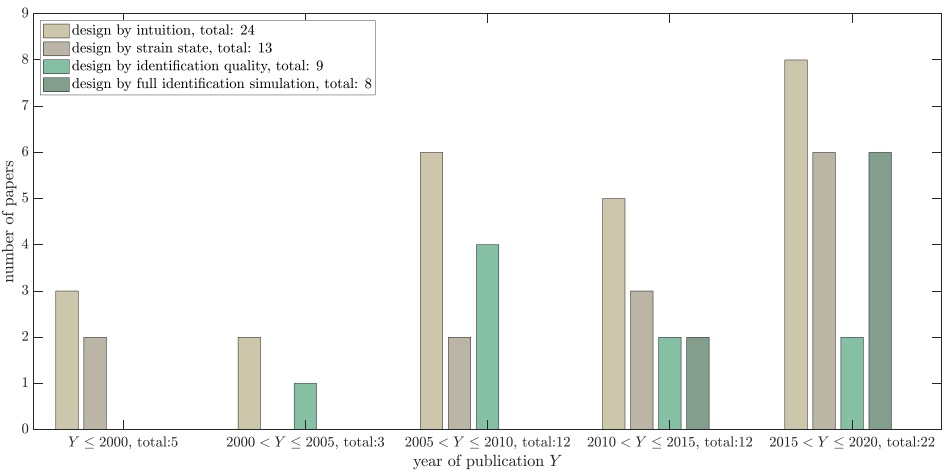 design by intuition, total: 24
design by strain state, total: 13
design by identification quality, total: 9
design by full identification simulation, total: 8
number of papers
9
8
7
6
5
4
3
2
1
0
Y ≤ 2000, total:5
2000 < Y ≤ 2005, total:3
2005 < Y ≤ 2010, total:12
2010 < Y ≤ 2015, total:12
2015 < Y ≤ 2020, total:22
year of publication Y